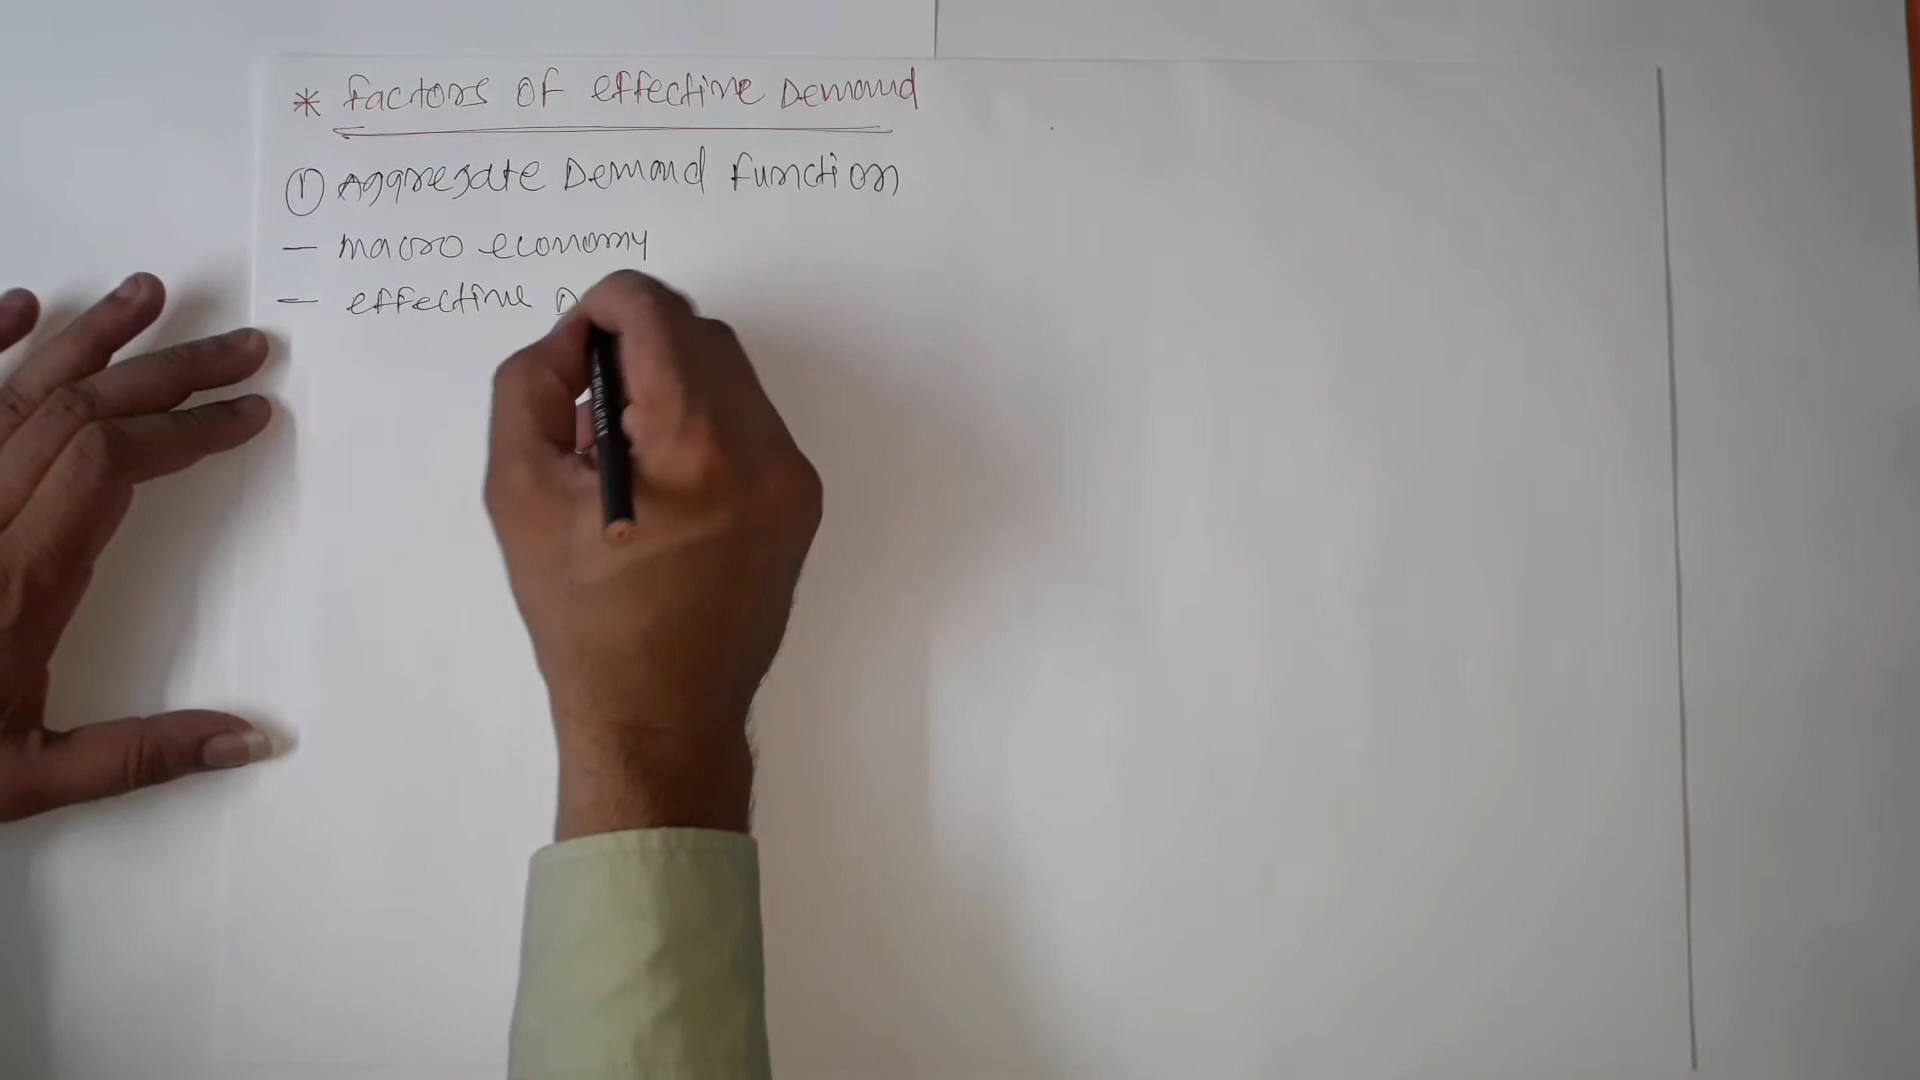 * Factors of effective Demand
① Aggregate Demand Function
— macro economy
— effective D